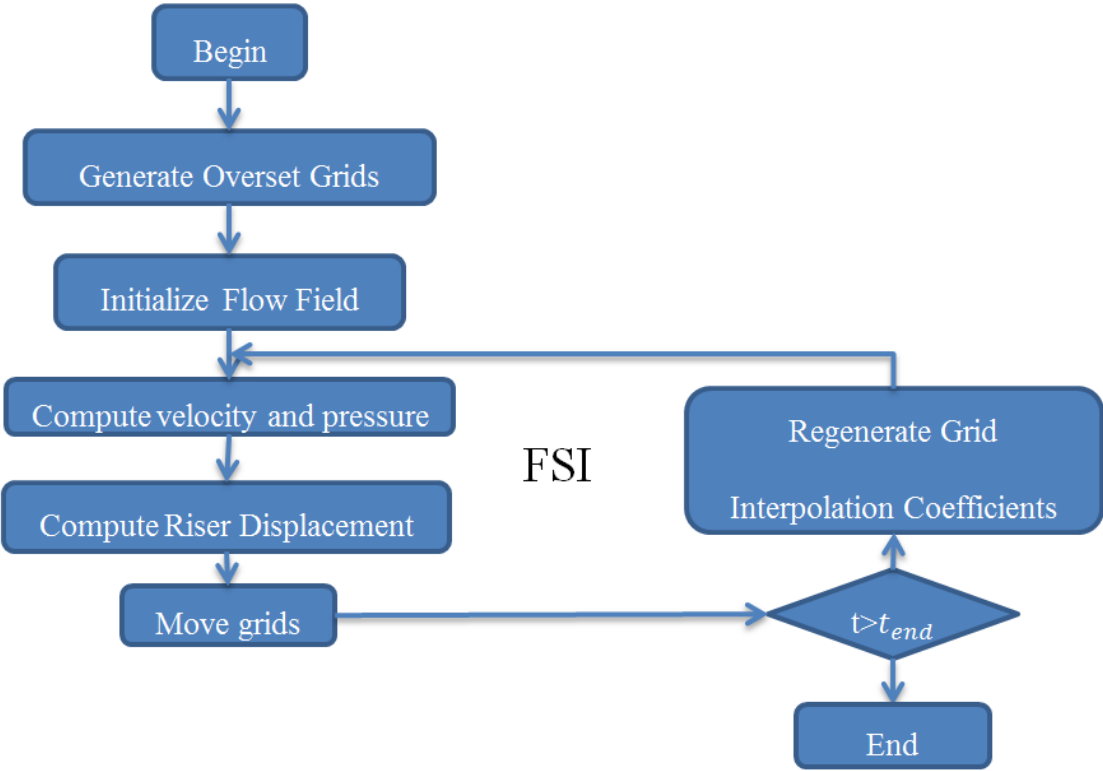 Begin
Generate Overset Grids
Initialize Flow Field
Compute velocity and pressure
Compute Riser Displacement
Move grids
FSI
Regenerate Grid
Interpolation Coefficients
t>t_end
End